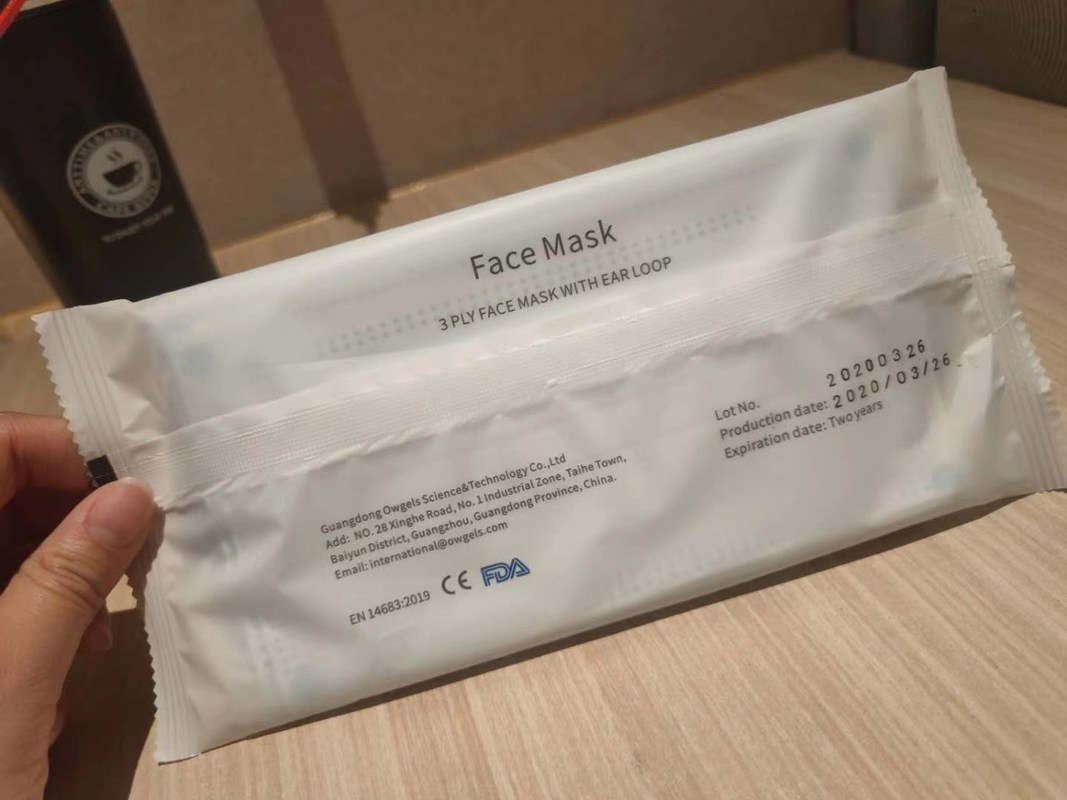 Face Mask
3 PLY FACE MASK WITH EAR LOOP
20200326
Lot No.
Production date: 2020/03/26
Expiration date: Two years
Guangdong Owgels Science&Technology Co.,Ltd
Add: NO. 28 Xinghe Road, No. 1 Industrial Zone, Taihe Town,
Baiyun District, Guangzhou, Guangdong Province, China.
Email: international@owgels.com
EN 14683:2019 CE FDA